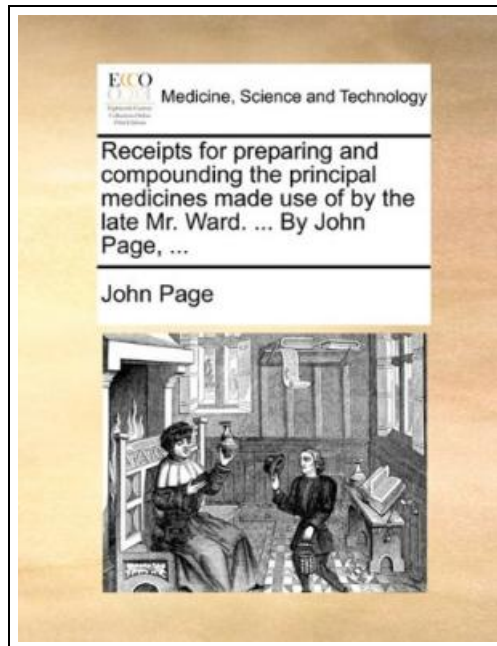 ECCO
Medicine, Science and Technology
Receipts for preparing and
compounding the principal
medicines made use of by the
late Mr. Ward. ... By John
Page, ...
John Page